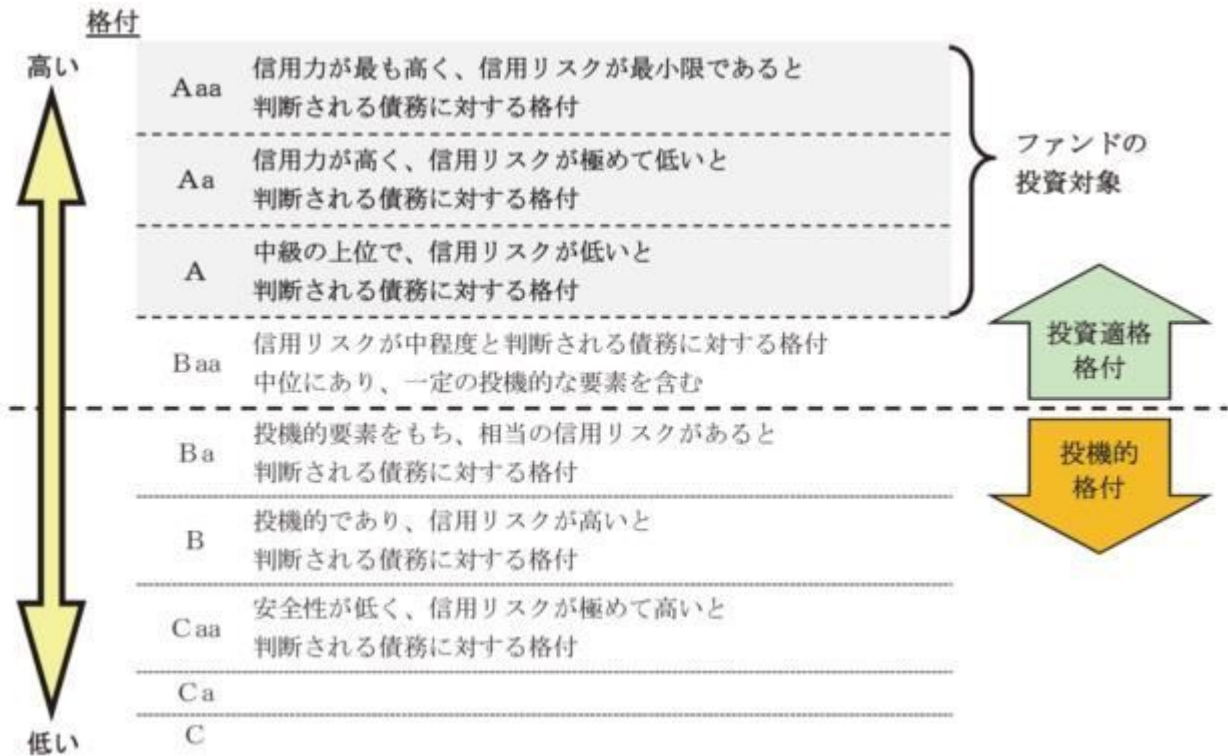 格付
高い
Aaa
信用力が最も高く、信用リスクが最小限であると
判断される債務に対する格付
Aa
信用力が高く、信用リスクが極めて低いと
判断される債務に対する格付
A
中級の上位で、信用リスクが低いと
判断される債務に対する格付
ファンドの
投資対象
Baa
信用リスクが中程度と判断される債務に対する格付
中位にあり、一定の投機的な要素を含む
投資適格
格付
Ba
投機的要素をもち、相当の信用リスクがあると
判断される債務に対する格付
投機的
格付
B
投機的であり、信用リスクが高いと
判断される債務に対する格付
Caa
安全性が低く、信用リスクが極めて高いと
判断される債務に対する格付
Ca
C
低い